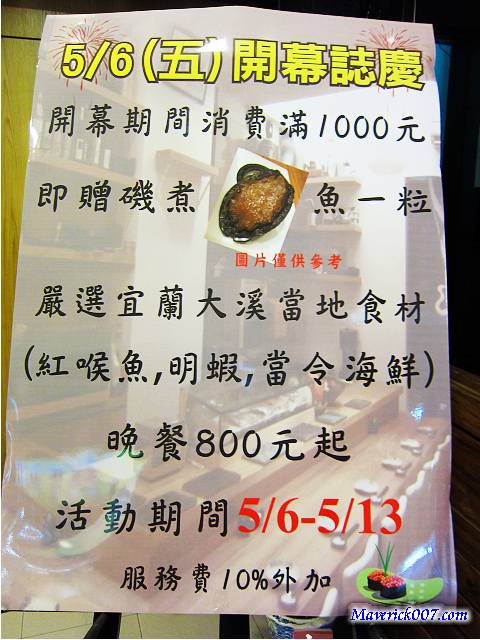 5/6(五)開幕誌慶
開幕期間消費滿1000元
即贈磯煮 魚一粒
圖片僅供參考
嚴選宜蘭大溪當地食材
(紅喉魚,明蝦,當令海鮮)
晚餐800元起
活動期間5/6-5/13
服務費10%外加
Maverick007.com